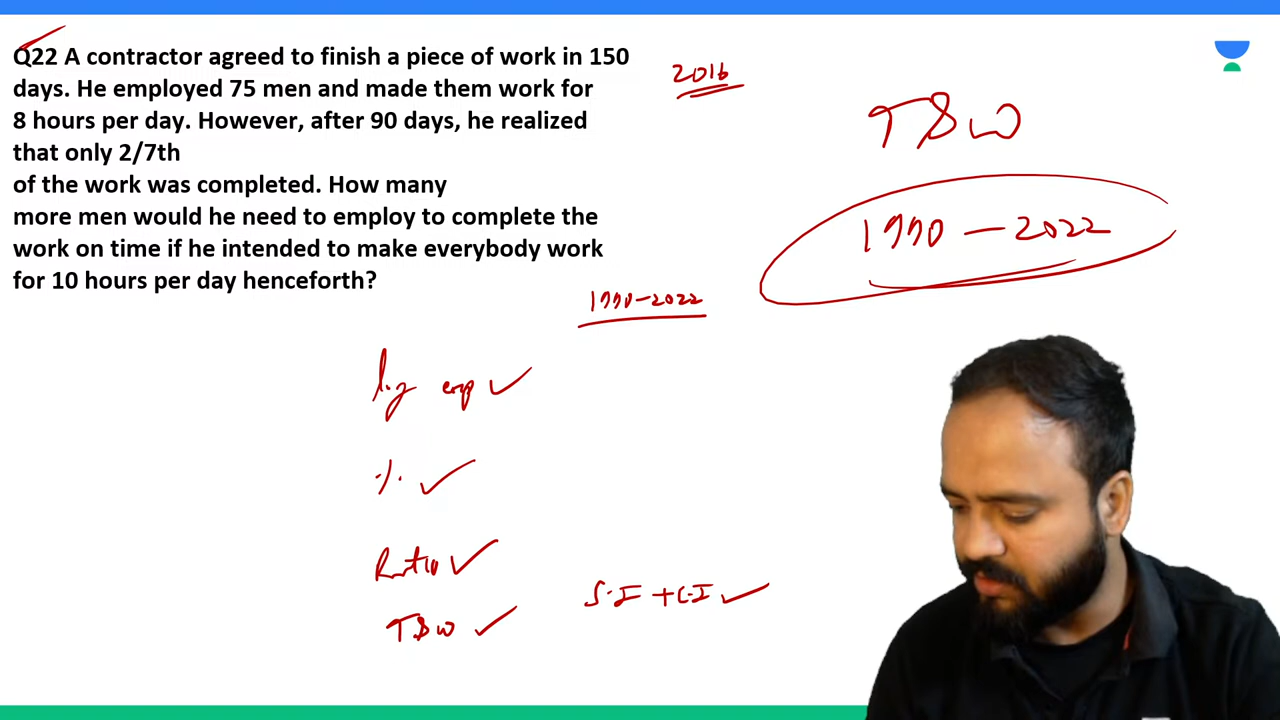 Q22 A contractor agreed to finish a piece of work in 150
days. He employed 75 men and made them work for
8 hours per day. However, after 90 days, he realized
that only 2/7th
of the work was completed. How many
more men would he need to employ to complete the
work on time if he intended to make everybody work
for 10 hours per day henceforth?
2016
T&W
1990-2022
1990-2022
%.
Ratio
T&W
S.I + C.I